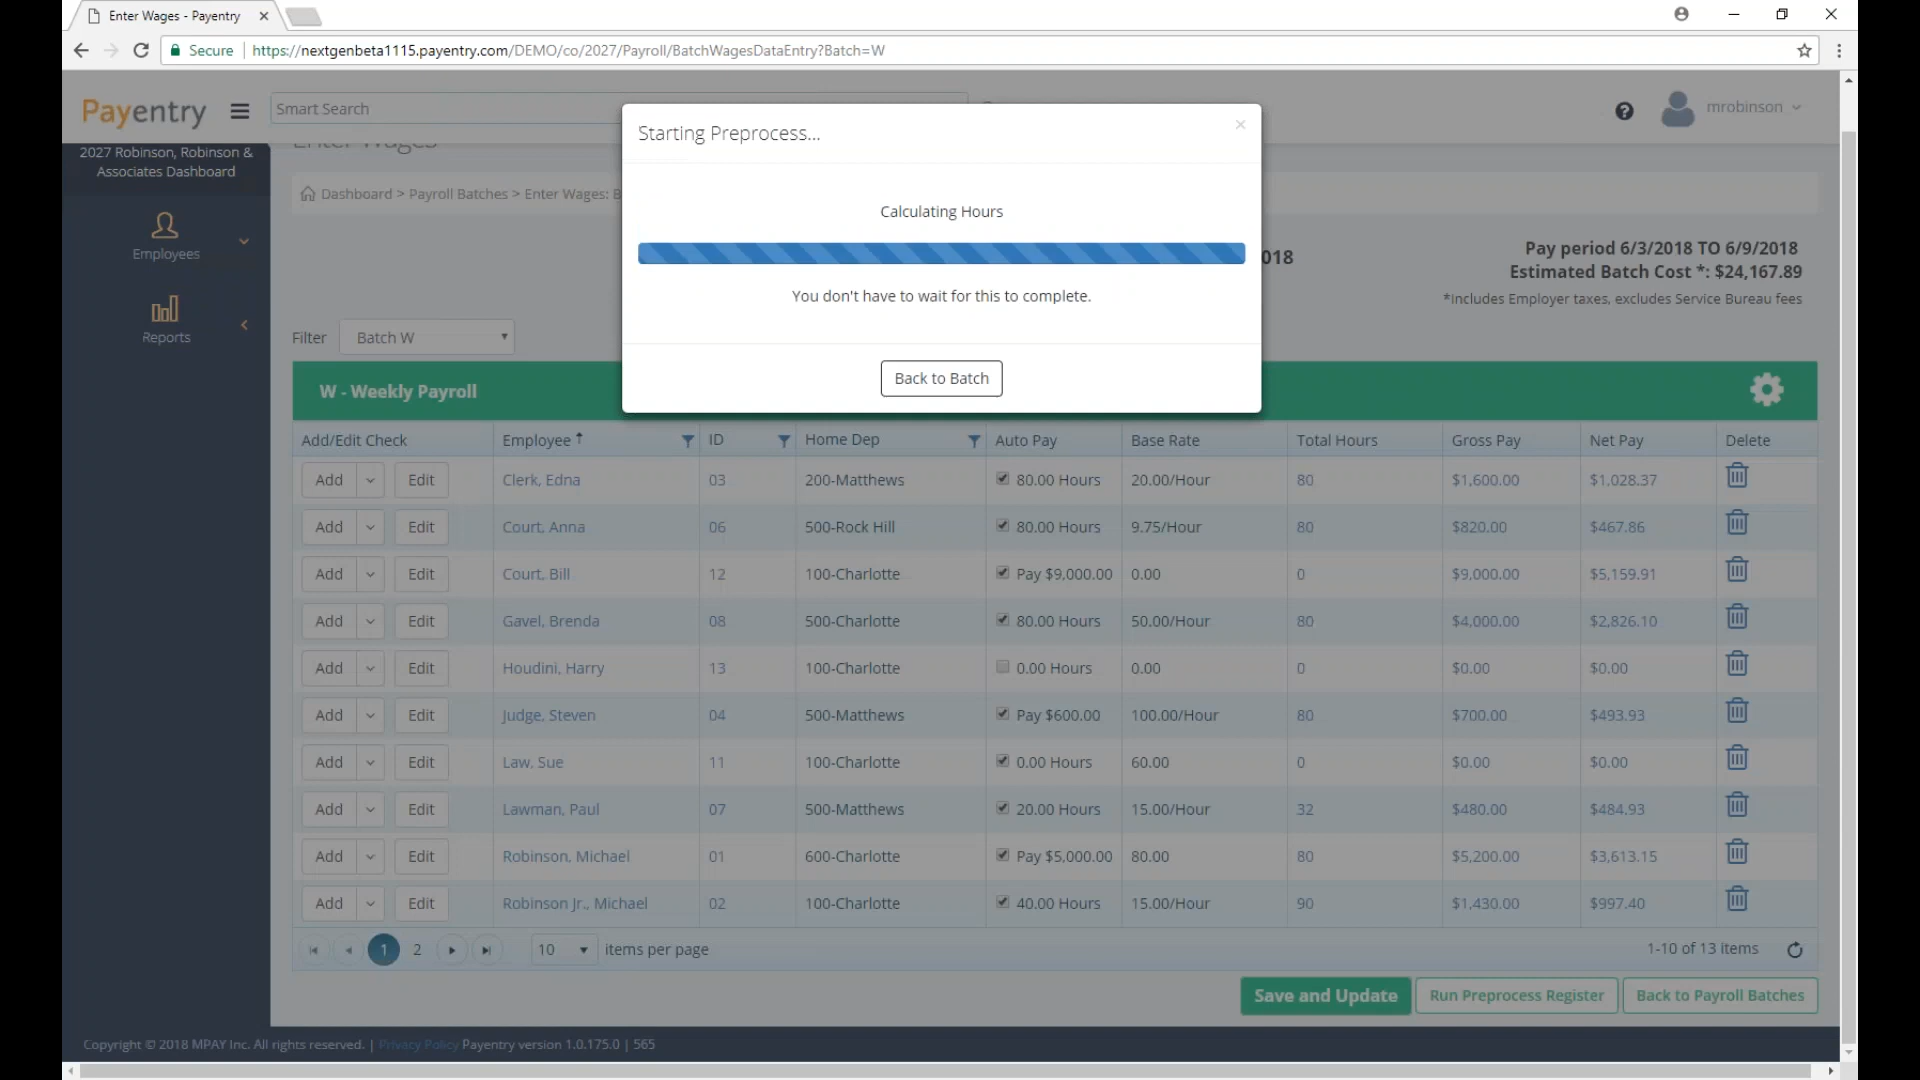 Enter Wages - Payentry
Secure https://nextgenbeta1115.payentry.com/DEMO/co/2027/Payroll/BatchWagesDataEntry?Batch=W
Payentry
Smart Search
mrobinson
2027 Robinson, Robinson & Associates Dashboard
Employees
Reports
Enter Wages
Dashboard > Payroll Batches > Enter Wages: B
Starting Preprocess...
Calculating Hours
You don't have to wait for this to complete.
Back to Batch
018
Pay period 6/3/2018 TO 6/9/2018
Estimated Batch Cost *: $24,167.89
*Includes Employer taxes, excludes Service Bureau fees
Filter Batch W
W - Weekly Payroll
Add/Edit Check Employee ID Home Dep Auto Pay Base Rate Total Hours Gross Pay Net Pay Delete
Add Edit Clerk, Edna 03 200-Matthews 80.00 Hours 20.00/Hour 80 $1,600.00 $1,028.37
Add Edit Court, Anna 06 500-Rock Hill 80.00 Hours 9.75/Hour 80 $820.00 $467.86
Add Edit Court, Bill 12 100-Charlotte Pay $9,000.00 0.00 0 $9,000.00 $5,159.91
Add Edit Gavel, Brenda 08 500-Charlotte 80.00 Hours 50.00/Hour 80 $4,000.00 $2,826.10
Add Edit Houdini, Harry 13 100-Charlotte 0.00 Hours 0.00 0 $0.00 $0.00
Add Edit Judge, Steven 04 500-Matthews Pay $600.00 100.00/Hour 80 $700.00 $493.93
Add Edit Law, Sue 11 100-Charlotte 0.00 Hours 60.00 0 $0.00 $0.00
Add Edit Lawman, Paul 07 500-Matthews 20.00 Hours 15.00/Hour 32 $480.00 $484.93
Add Edit Robinson, Michael 01 600-Charlotte Pay $5,000.00 80.00 80 $5,200.00 $3,613.15
Add Edit Robinson Jr., Michael 02 100-Charlotte 40.00 Hours 15.00/Hour 90 $1,430.00 $997.40
1 2 10 items per page 1-10 of 13 items
Save and Update Run Preprocess Register Back to Payroll Batches
Copyright © 2018 MPAY Inc. All rights reserved. | Privacy Policy Payentry version 1.0.175.0 | 565